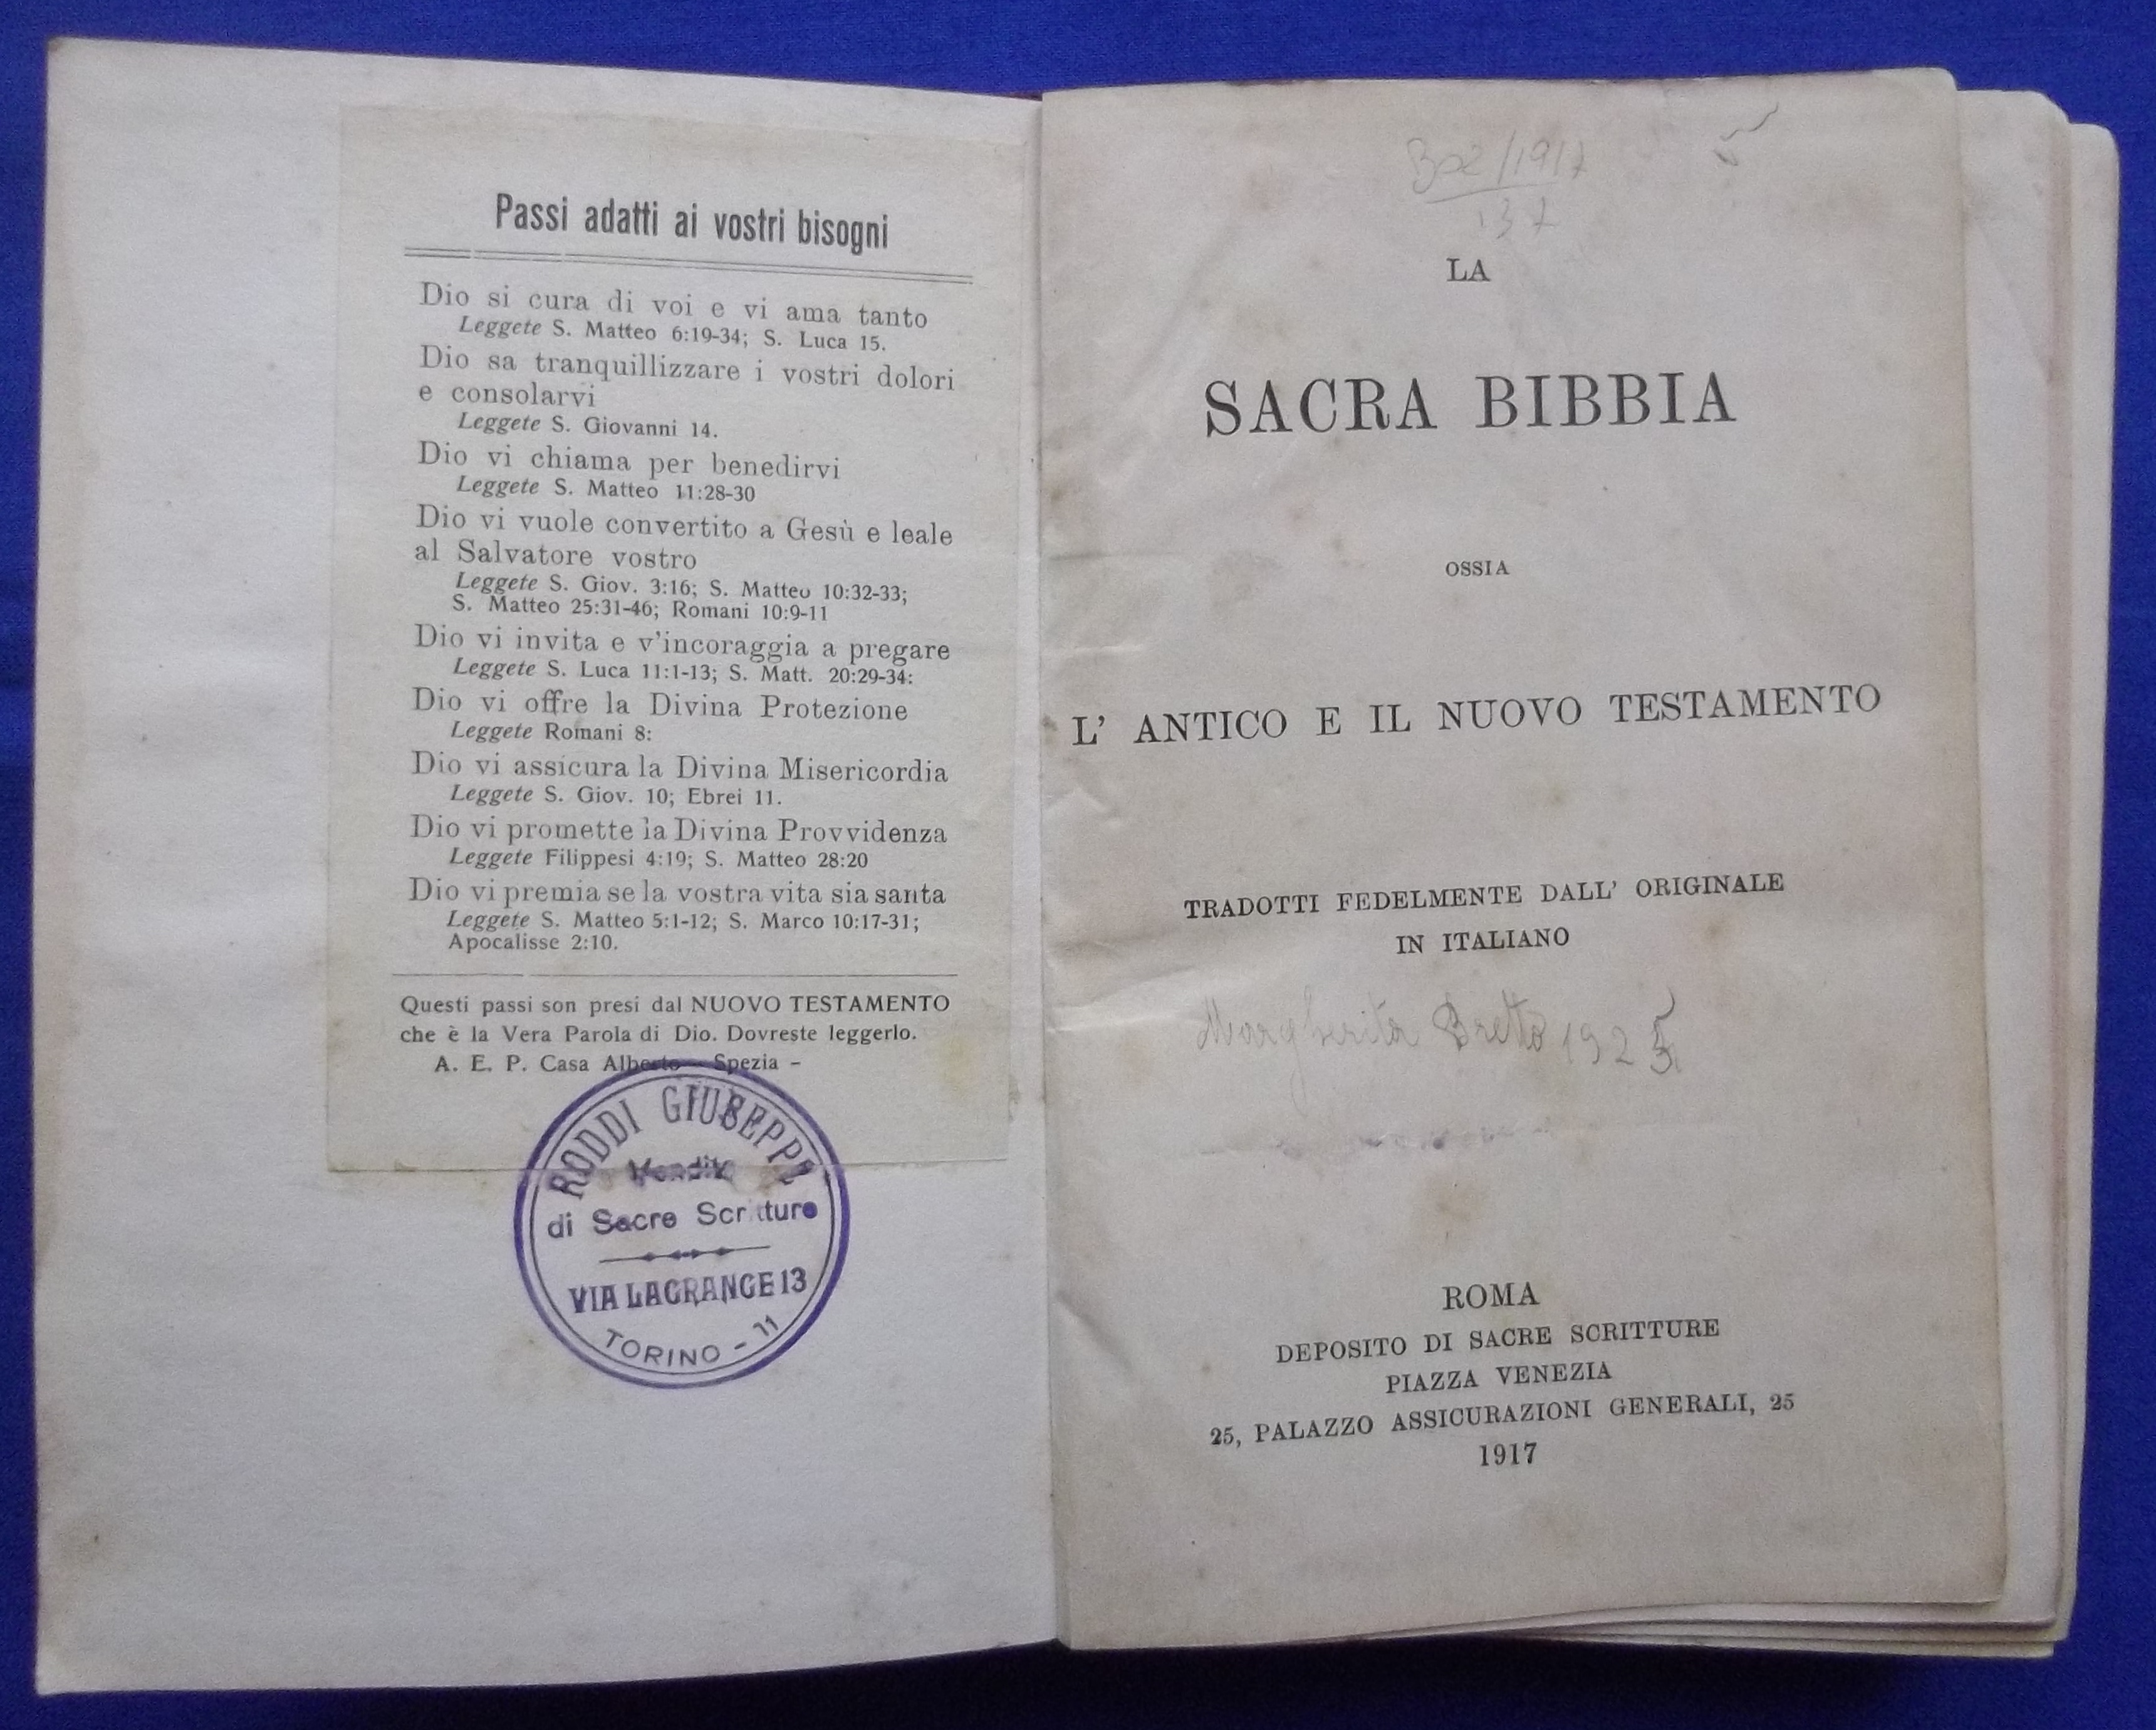 Passi adatti ai vostri bisogni
Dio si cura di voi e vi ama tanto
Leggete S. Matteo 6:19-34; S. Luca 15.
Dio sa tranquillizzare i vostri dolori
e consolarvi
Leggete S. Giovanni 14.
Dio vi chiama per benedirvi
Leggete S. Matteo 11:28-30
Dio vi vuole convertito a Gesù e leale
al Salvatore vostro
Leggete S. Giov. 3:16; S. Matteo 10:32-33;
S. Matteo 25:31-46; Romani 10:9-11
Dio vi invita e v'incoraggia a pregare
Leggete S. Luca 11:1-13; S. Matt. 20:29-34:
Dio vi offre la Divina Protezione
Leggete Romani 8:
Dio vi assicura la Divina Misericordia
Leggete S. Giov. 10; Ebrei 11.
Dio vi promette la Divina Provvidenza
Leggete Filippesi 4:19; S. Matteo 28:20
Dio vi premia se la vostra vita sia santa
Leggete S. Matteo 5:1-12; S. Marco 10:17-31;
Apocalisse 2:10.
Questi passi son presi dal NUOVO TESTAMENTO
che è la Vera Parola di Dio. Dovreste leggerlo.
A. E. P. Casa Alberto - Spezia -
RODDI GIUSEPPE
Vendita
di Sacre Scritture
VIA LAGRANGE 13
TORINO - 11
/1917
137
LA
SACRA BIBBIA
OSSIA
L' ANTICO E IL NUOVO TESTAMENTO
TRADOTTI FEDELMENTE DALL' ORIGINALE
IN ITALIANO
Margherita Bretto 1925
ROMA
DEPOSITO DI SACRE SCRITTURE
PIAZZA VENEZIA
25, PALAZZO ASSICURAZIONI GENERALI, 25
1917